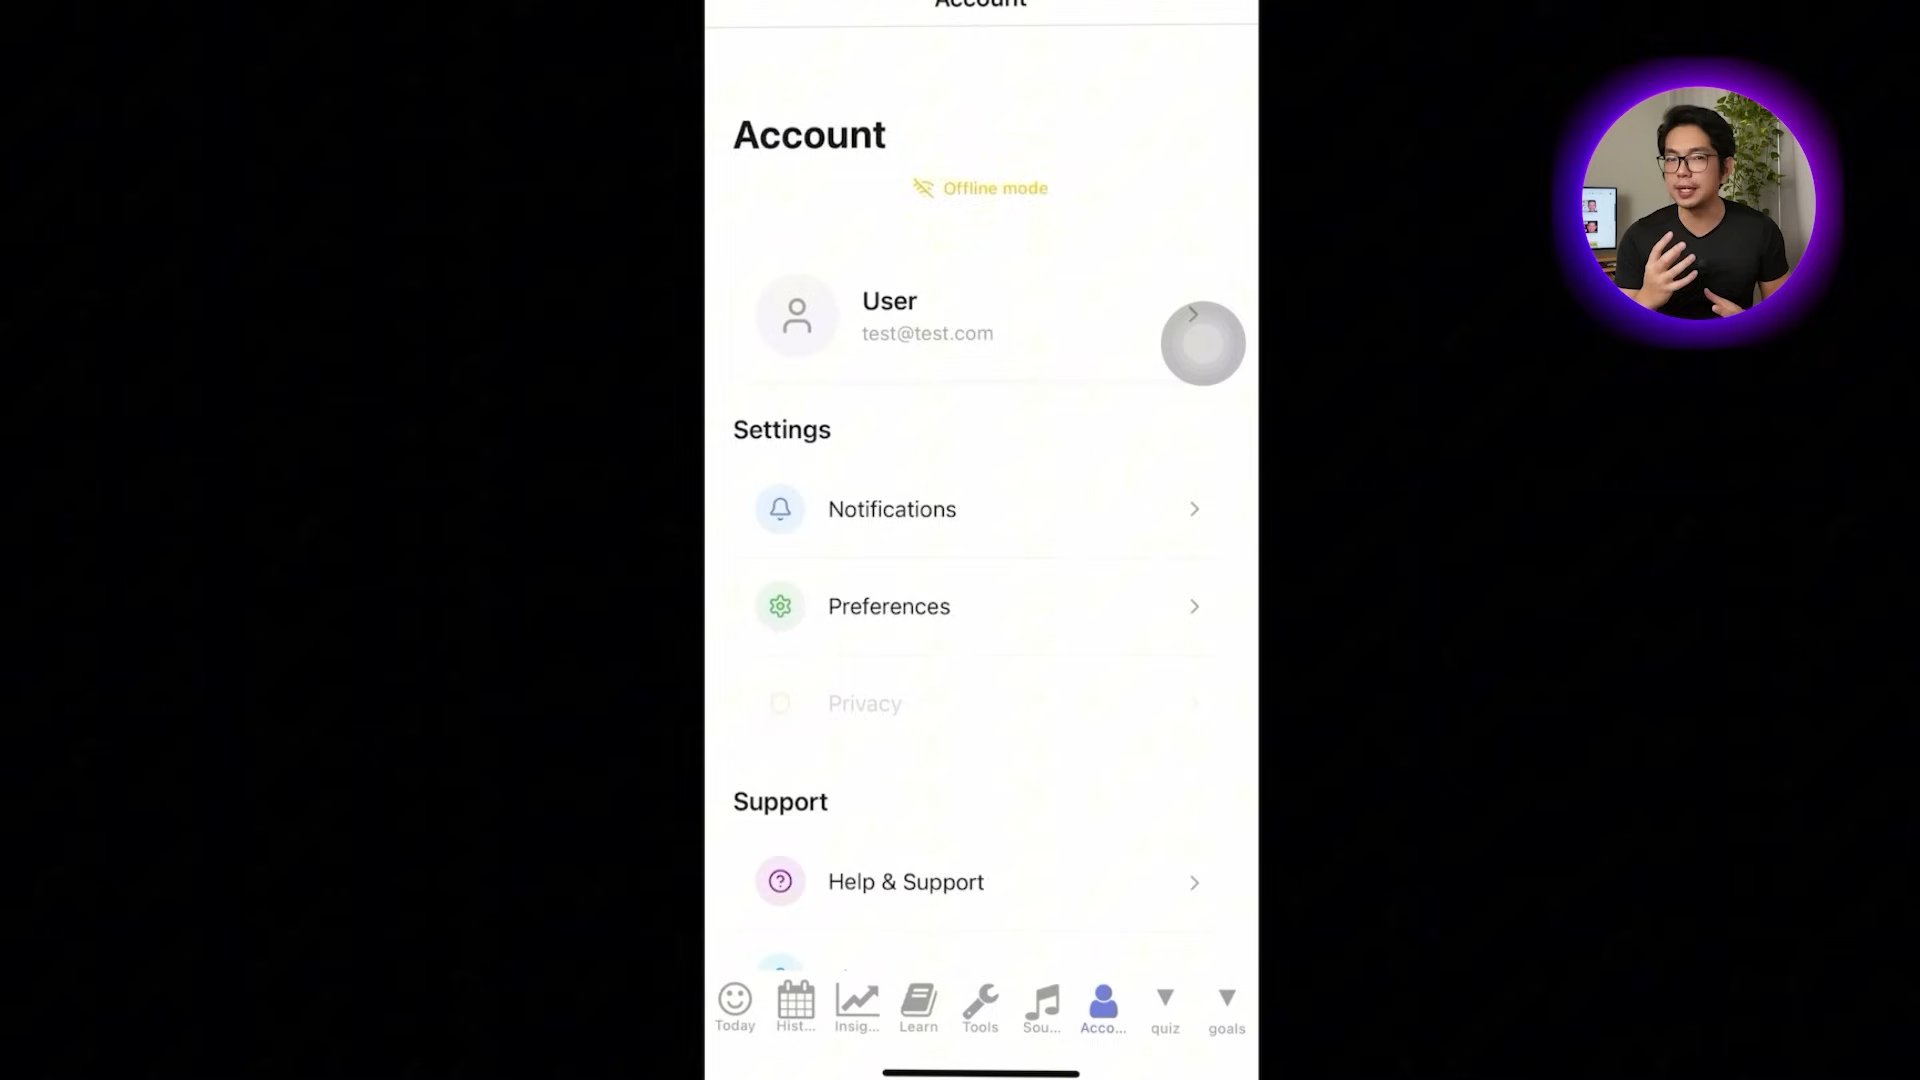 Account
Account
Offline mode
User
test@test.com
Settings
Notifications
Preferences
Privacy
Support
Help & Support
Today
Hist...
Insig...
Learn
Tools
Sou...
Acco...
quiz
goals